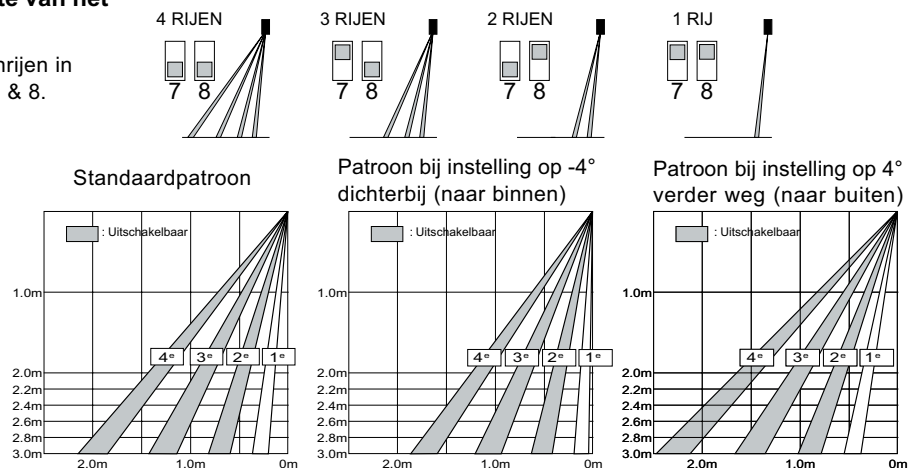 te van het
rijen in
& 8.
4 RIJEN
7 8
3 RIJEN
7 8
2 RIJEN
7 8
1 RIJ
7 8
Standaardpatroon
: Uitschakelbaar
1.0m
2.0m
2.2m
2.4m
2.6m
2.8m
3.0m
4e 3e 2e 1e
2.0m 1.0m 0m
Patroon bij instelling op -4°
dichterbij (naar binnen)
: Uitschakelbaar
1.0m
2.0m
2.2m
2.4m
2.6m
2.8m
3.0m
4e 3e 2e 1e
2.0m 1.0m 0m
Patroon bij instelling op 4°
verder weg (naar buiten)
: Uitschakelbaar
1.0m
2.0m
2.2m
2.4m
2.6m
2.8m
3.0m
4e 3e 2e 1e
2.0m 1.0m 0m